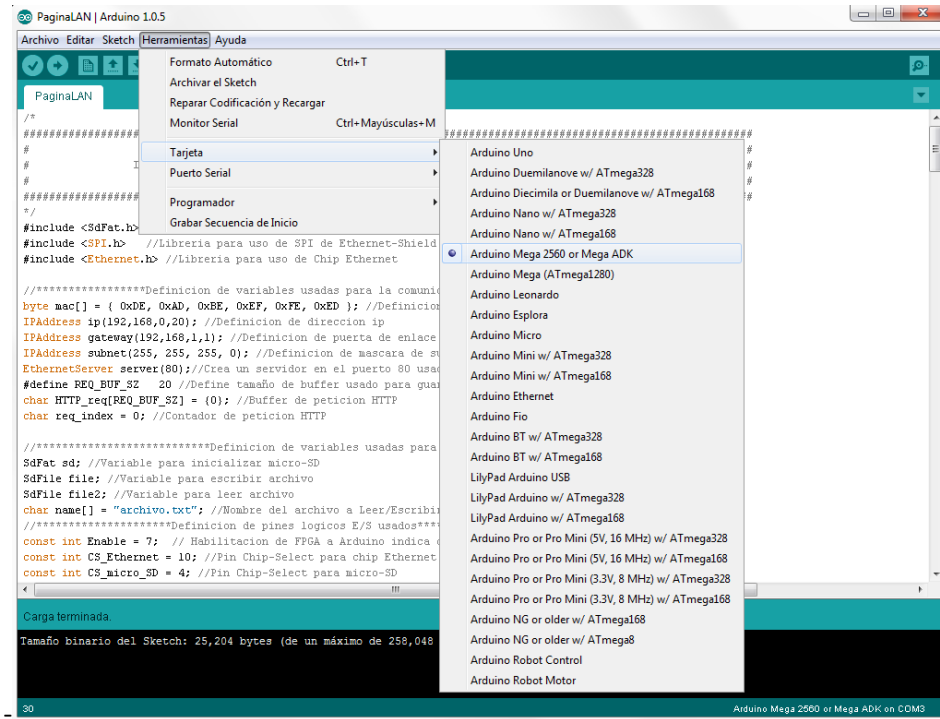 PaginaLAN | Arduino 1.0.5
Archivo Editar Sketch Herramientas Ayuda
Formato Automático Ctrl+T
Archivar el Sketch
Reparar Codificación y Recargar
Monitor Serial Ctrl+Mayúsculas+M
Tarjeta
Puerto Serial
Programador
Grabar Secuencia de Inicio
Arduino Uno
Arduino Duemilanove w/ ATmega328
Arduino Diecimila or Duemilanove w/ ATmega168
Arduino Nano w/ ATmega328
Arduino Nano w/ ATmega168
Arduino Mega 2560 or Mega ADK
Arduino Mega (ATmega1280)
Arduino Leonardo
Arduino Esplora
Arduino Micro
Arduino Mini w/ ATmega328
Arduino Mini w/ ATmega168
Arduino Ethernet
Arduino Fio
Arduino BT w/ ATmega328
Arduino BT w/ ATmega168
LilyPad Arduino USB
LilyPad Arduino w/ ATmega328
LilyPad Arduino w/ ATmega168
Arduino Pro or Pro Mini (5V, 16 MHz) w/ ATmega328
Arduino Pro or Pro Mini (5V, 16 MHz) w/ ATmega168
Arduino Pro or Pro Mini (3.3V, 8 MHz) w/ ATmega328
Arduino Pro or Pro Mini (3.3V, 8 MHz) w/ ATmega168
Arduino NG or older w/ ATmega168
Arduino NG or older w/ ATmega8
Arduino Robot Control
Arduino Robot Motor
PaginaLAN
/*
*/
#include <SdFat.h>
#include <SPI.h> //Libreria para uso de SPI de Ethernet-Shield
#include <Ethernet.h> //Libreria para uso de Chip Ethernet
//*****************Definicion de variables usadas para la comunic
byte mac[] = { 0xDE, 0xAD, 0xBE, 0xEF, 0xFE, 0xED }; //Definicion
IPAddress ip(192,168,0,20); //Definicion de direccion ip
IPAddress gateway(192,168,1,1); //Definicion de puerta de enlace
IPAddress subnet(255, 255, 255, 0); //Definicion de mascara de su
EthernetServer server(80);//Crea un servidor en el puerto 80 usad
#define REQ_BUF_SZ 20 //Define tamaño de buffer usado para guar
char HTTP_req[REQ_BUF_SZ] = {0}; //Buffer de peticion HTTP
char req_index = 0; //Contador de peticion HTTP
//***************************Definicion de variables usadas para
SdFat sd; //Variable para inicializar micro-SD
SdFile file; //Variable para escribir archivo
SdFile file2; //Variable para leer archivo
char name[] = "archivo.txt"; //Nombre del archivo a Leer/Escribir
//**********************Definicion de pines logicos E/S usados****
const int Enable = 7; // Habilitacion de FPGA a Arduino indica
const int CS_Ethernet = 10; //Pin Chip-Select para chip Ethernet
const int CS_micro_SD = 4; //Pin Chip-Select para micro-SD
Carga terminada.
Tamaño binario del Sketch: 25,204 bytes (de un máximo de 258,048
30
Arduino Mega 2560 or Mega ADK on COM3